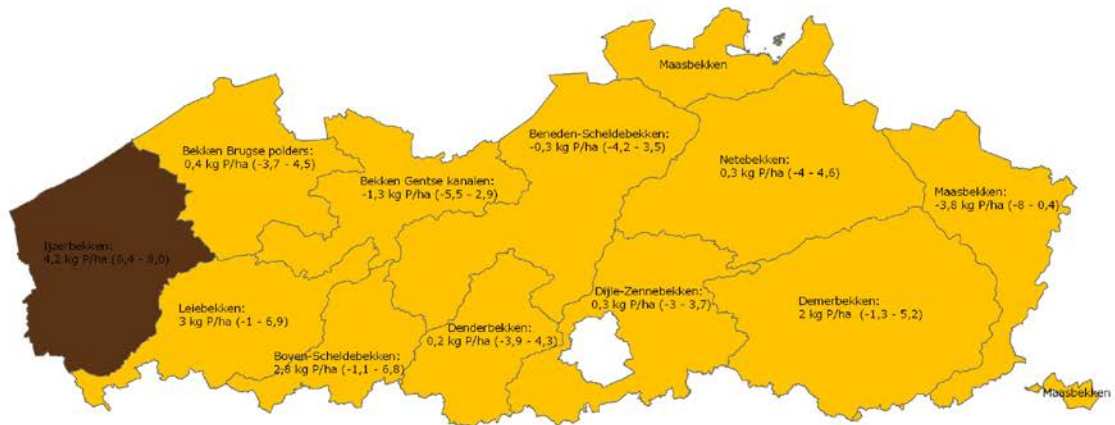 Maasbekken
Bekken Brugse polders:
0,4 kg P/ha (-3,7 - 4,5)
Beneden-Scheldebekken:
-0,3 kg P/ha (-4,2 - 3,5)
Netebekken:
0,3 kg P/ha (-4 - 4,6)
Bekken Gentse kanalen:
-1,3 kg P/ha (-5,5 - 2,9)
Maasbekken:
-3,8 kg P/ha (-8 - 0,4)
Ijzerbekken:
4,2 kg P/ha (0,4 - 8,0)
Leiebekken:
3 kg P/ha (-1 - 6,9)
Dijle-Zennebekken:
0,3 kg P/ha (-3 - 3,7)
Demerbekken:
2 kg P/ha (-1,3 - 5,2)
Denderbekken:
0,2 kg P/ha (-3,9 - 4,3)
Boven-Scheldebekken:
2,8 kg P/ha (-1,1 - 6,8)
Maasbekken